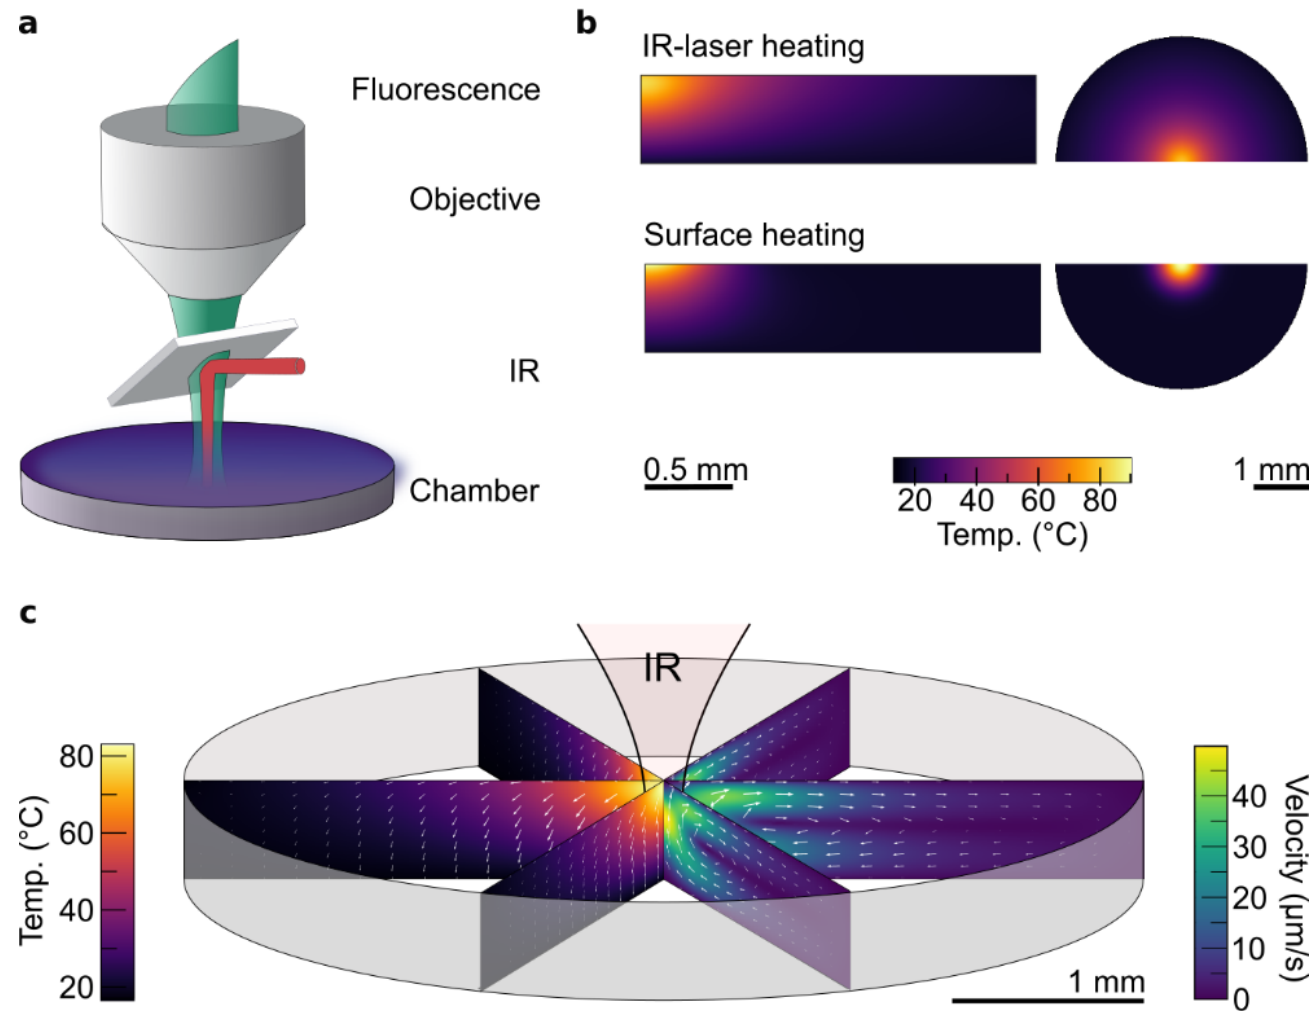 a
Fluorescence
Objective
IR
Chamber
b
IR-laser heating
Surface heating
0.5 mm
20 40 60 80
Temp. (°C)
1 mm
c
IR
80
60
40
20
Temp. (°C)
40
30
20
10
0
Velocity (µm/s)
1 mm